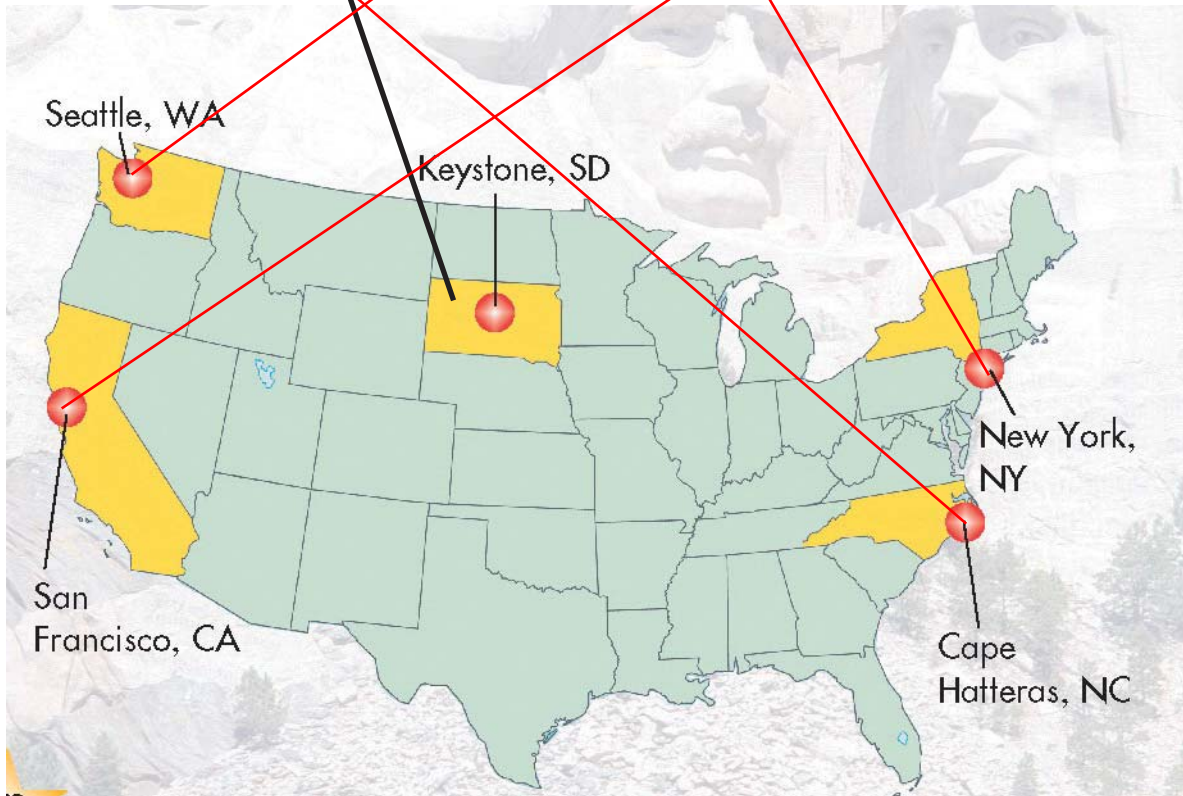 Seattle, WA
Keystone, SD
New York,
NY
San
Francisco, CA
Cape
Hatteras, NC